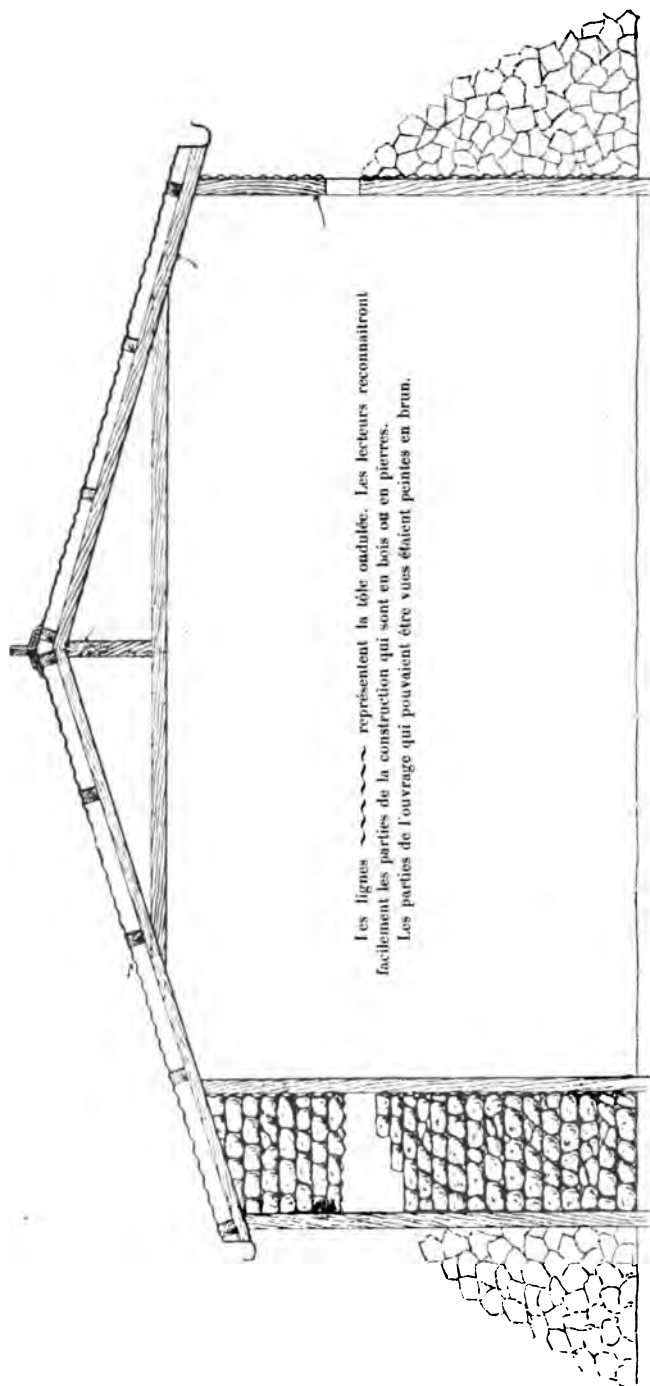 Les lignes représentent la tôle ondulée. Les lecteurs reconnaitront
facilement les parties de la construction qui sont en bois ou en pierres.
Les parties de l'ouvrage qui pouvaient être vues étaient peintes en brun.